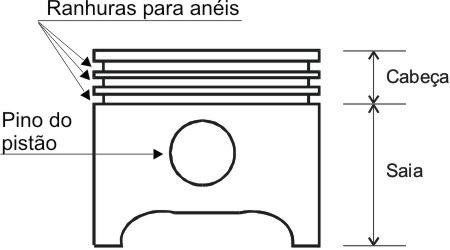 Ranhuras para anéis
Cabeça
Pino do
pistão
Saia